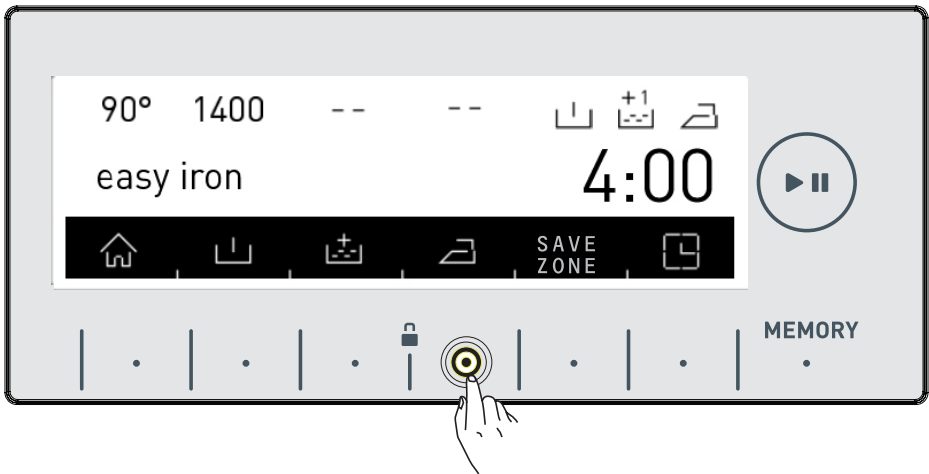 90° 1400 -- --
+1
easy iron 4:00
SAVE
ZONE
MEMORY